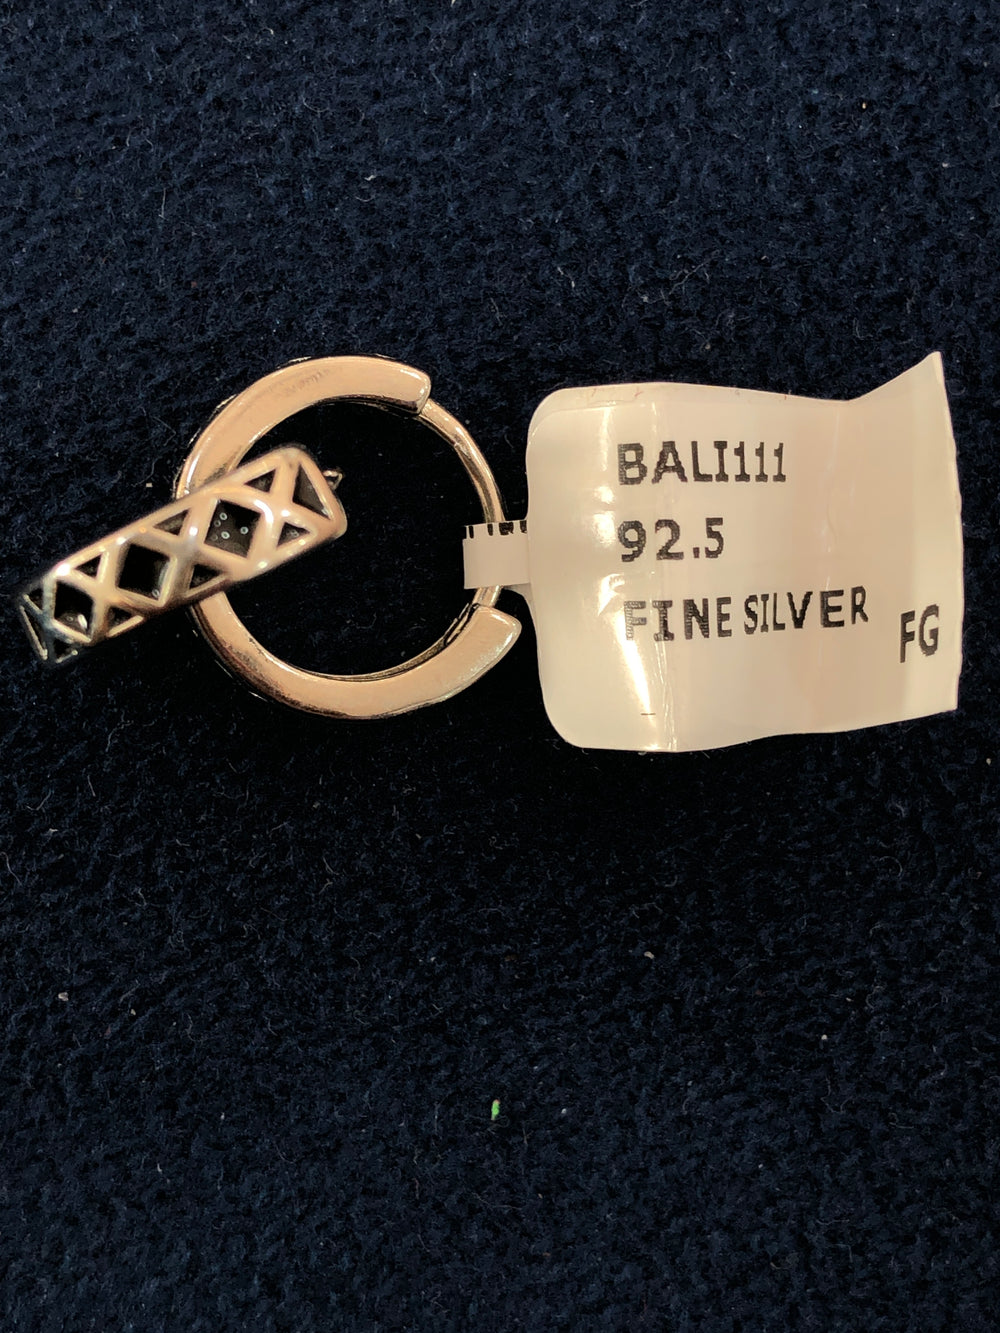 BALI111
92.5
FINE SILVER
FG